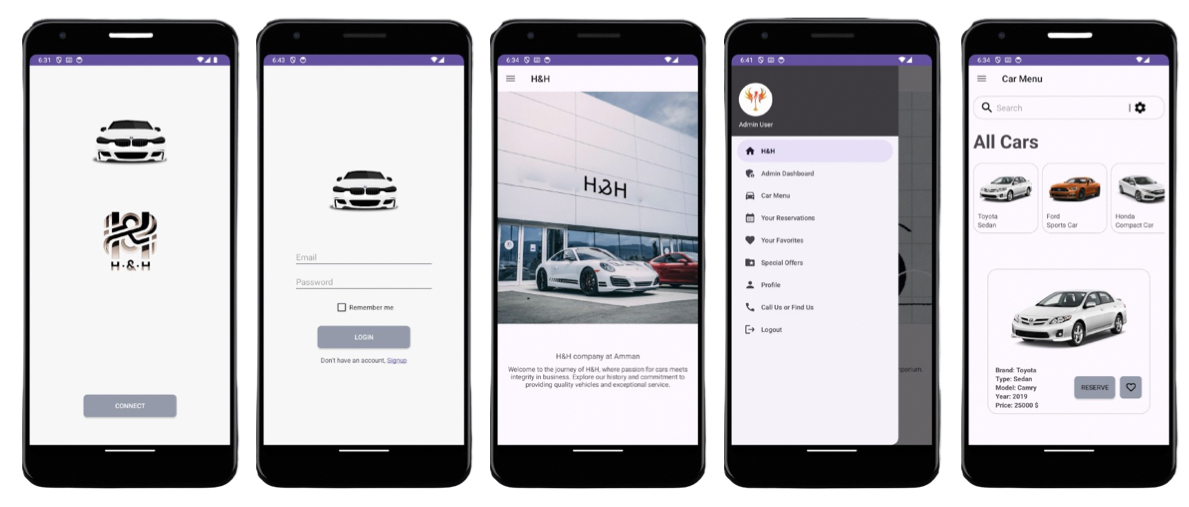 6:31
H·&·H
CONNECT
6:43
Email
Password
Remember me
LOGIN
Don't have an account, Signup
6:34
H&H
H&H
H&H company at Amman
Welcome to the journey of H&H, where passion for cars meets
integrity in business. Explore our history and commitment to
providing quality vehicles and exceptional service.
6:41
Admin User
H&H
Admin Dashboard
Car Menu
Your Reservations
Your Favorites
Special Offers
Profile
Call Us or Find Us
Logout
6:34
Car Menu
Search
All Cars
Toyota
Sedan
Ford
Sports Car
Honda
Compact Car
Brand: Toyota
Type: Sedan
Model: Camry
Year: 2019
Price: 25000 $
RESERVE